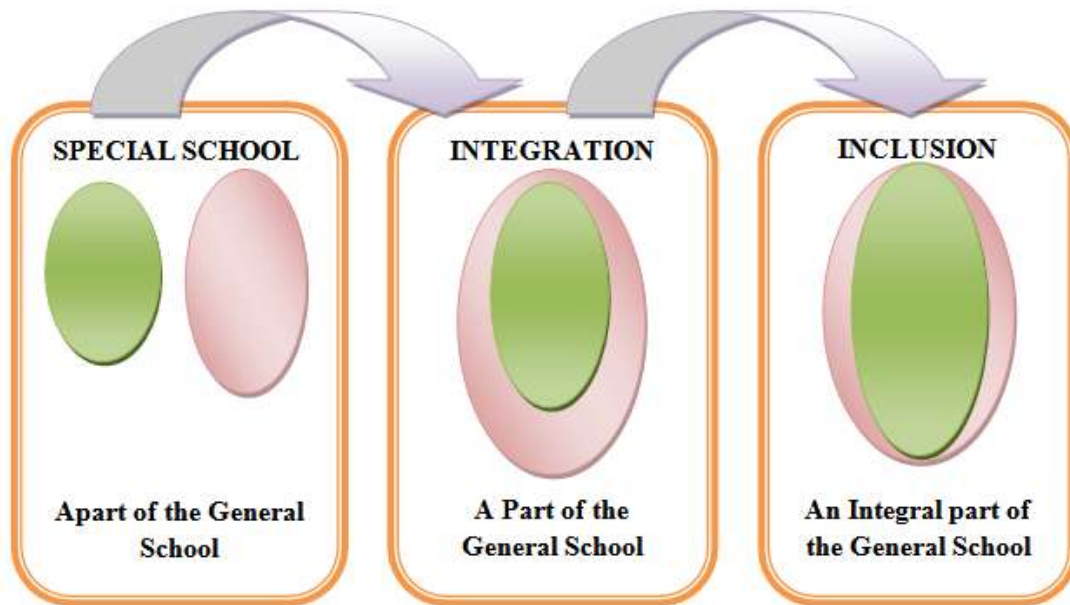 SPECIAL SCHOOL
Apart of the General
School
INTEGRATION
A Part of the
General School
INCLUSION
An Integral part of
the General School